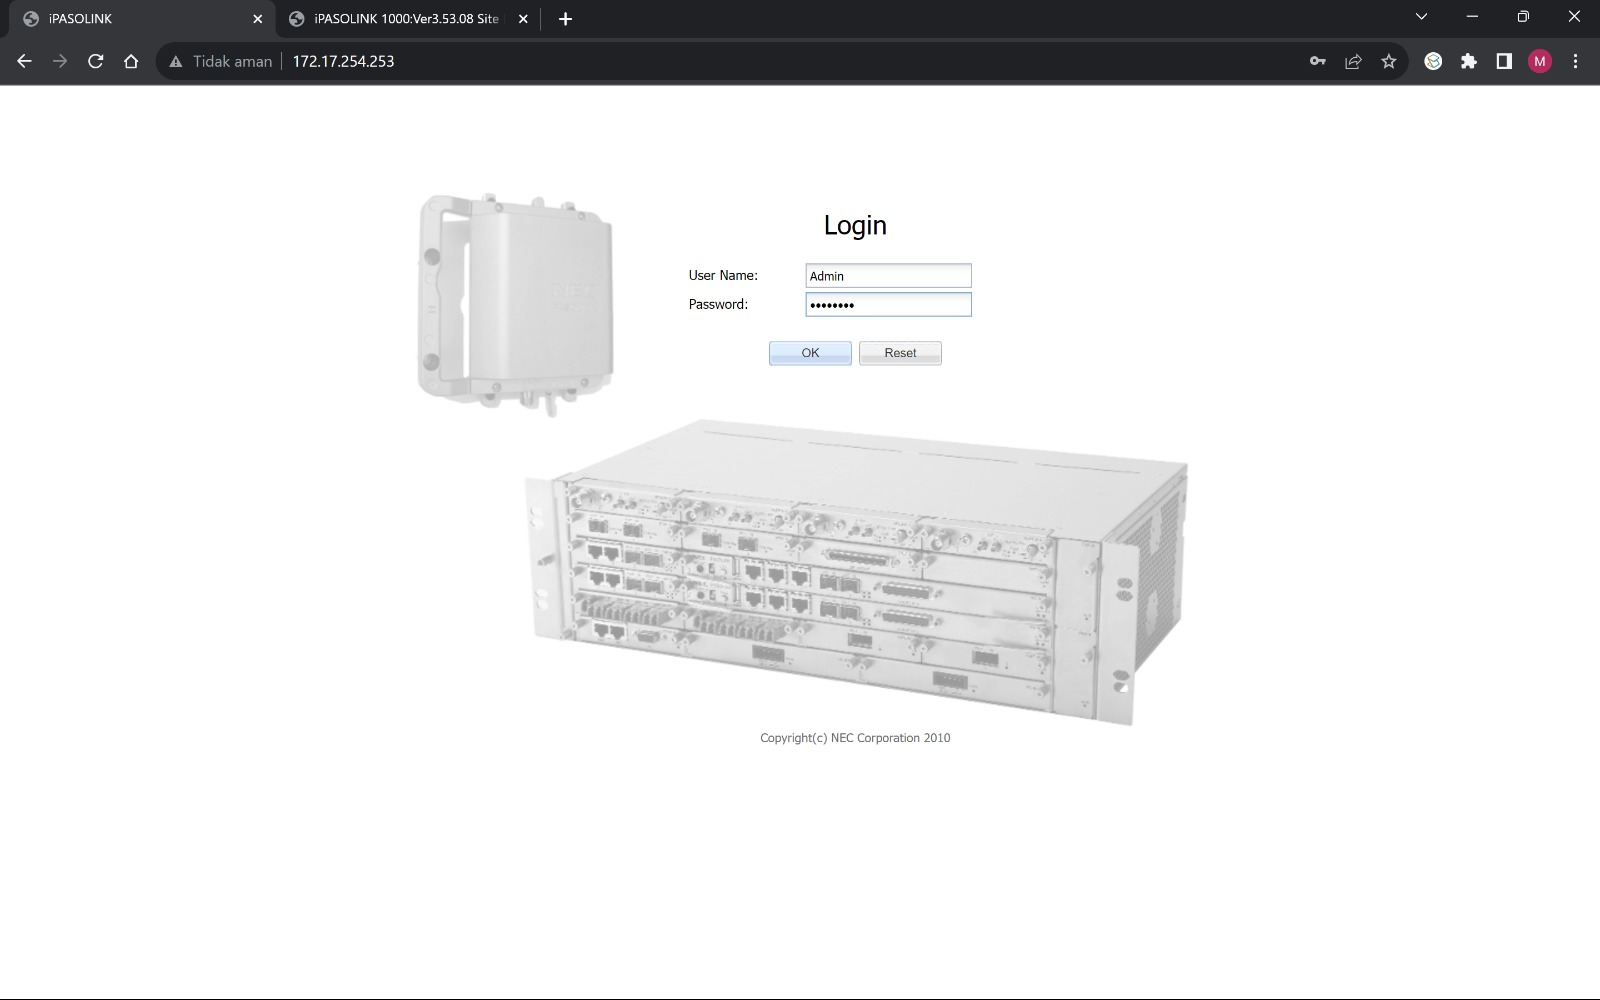 iPASOLINK
iPASOLINK 1000:Ver3.53.08 Site
Tidak aman
172.17.254.253
M
Login
User Name:
Admin
Password:
••••••••
OK
Reset
NEC
Copyright(c) NEC Corporation 2010